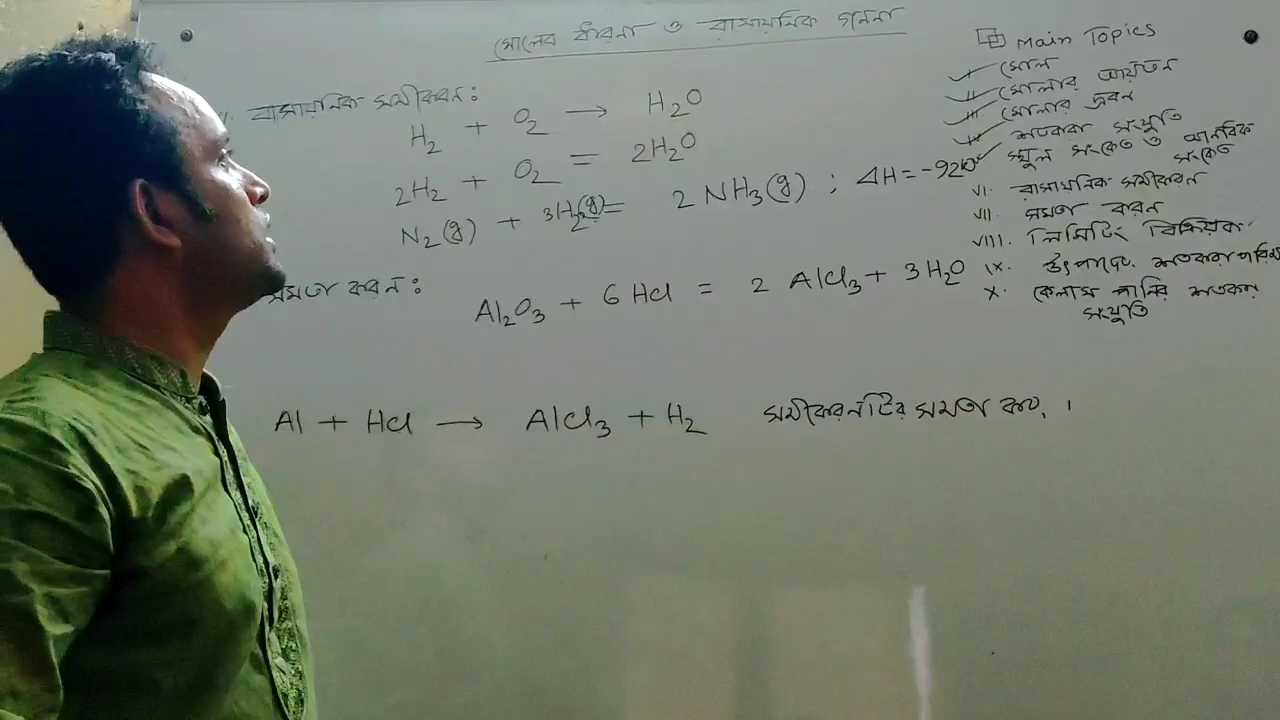 মোলের ধারনা ও রাসায়নিক গননা
রাসায়নিক সমীকরন:
H₂ + O₂ → H₂O
2H₂ + O₂ = 2H₂O
N₂(g) + 3H₂(g) = 2NH₃(g) ; ΔH = -92
সমতা করন:
Al₂O₃ + 6HCl = 2AlCl₃ + 3H₂O
Al + HCl → AlCl₃ + H₂ সমীকরনটির সমতা কর।
Main Topics
মোল
মোলার আয়তন
মোলার দ্রবন
শতকরা সংযুতি
স্থুল সংকেত ও আনবিক
সংকেত
VI. রাসায়নিক সমীকরন
VII. সমতা করন
VIII. লিমিটিং বিক্রিয়ক
IX. উৎপাদের শতকরা
X. কেলাস পানির শতকরা
সংযুতি